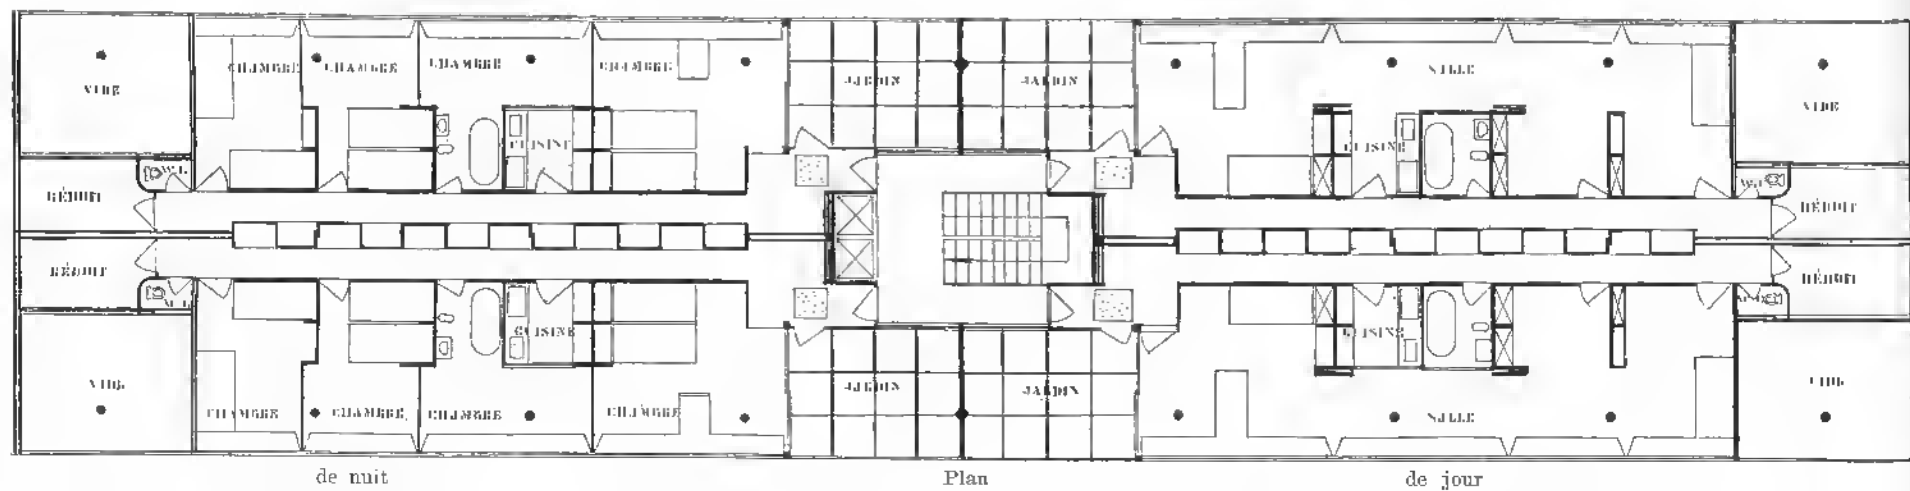 VIDE
CHAMBRE CHAMBRE CHAMBRE CHAMBRE JARDIN JARDIN SALLE VIDE
CUISINE CUISINE
W.C.
RÉDUIT RÉDUIT
RÉDUIT RÉDUIT
CUISINE CUISINE
VIDE JARDIN JARDIN VIDE
CHAMBRE CHAMBRE CHAMBRE CHAMBRE SALLE
de nuit Plan de jour